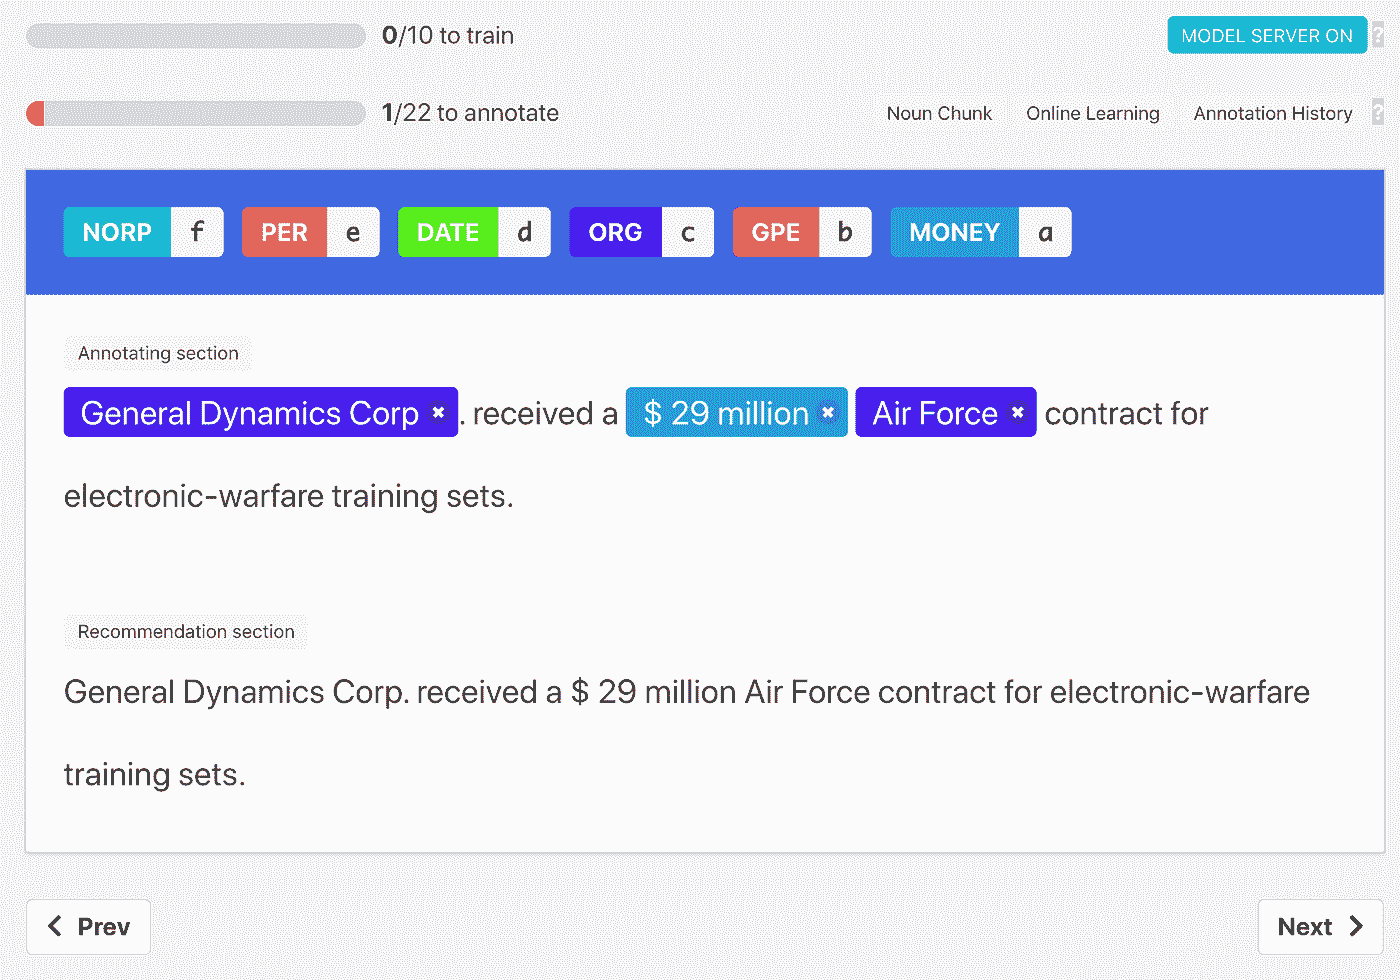 0/10 to train
MODEL SERVER ON ?
1/22 to annotate
Noun Chunk Online Learning Annotation History ?
NORP f PER e DATE d ORG c GPE b MONEY a
Annotating section
General Dynamics Corp × . received a $ 29 million × Air Force × contract for
electronic-warfare training sets.
Recommendation section
General Dynamics Corp. received a $ 29 million Air Force contract for electronic-warfare
training sets.
Prev
Next